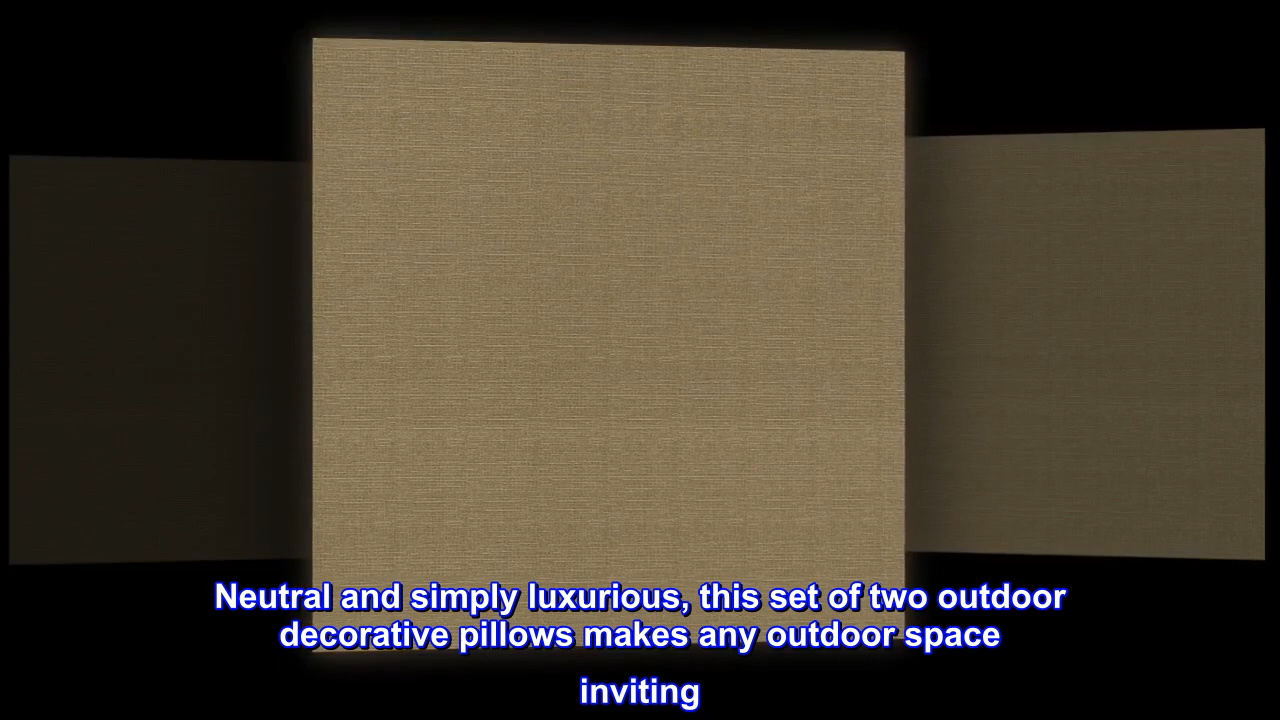 Neutral and simply luxurious, this set of two outdoor
decorative pillows makes any outdoor space
inviting